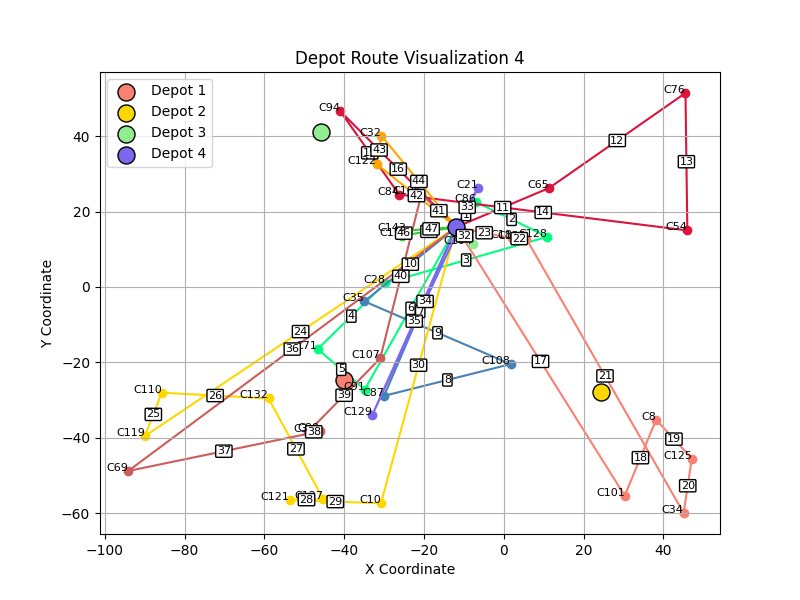 Depot Route Visualization 4
Depot 1
Depot 2
Depot 3
Depot 4
C76
C94
C32
C122
C84
C21
C86
C65
C54
C128
C28
C35
C71
C107
C108
C91
C87
C129
C110
C132
C119
C69
C121
C10
C8
C125
C101
C34
12
43
13
16
44
42
41
33
11
2
14
46
47
32
23
22
3
10
40
4
6
34
35
9
24
36
5
39
8
30
17
21
26
25
38
37
27
28
29
19
18
20
40
20
0
−20
−40
−60
−100
−80
−60
−40
−20
0
20
40
Y Coordinate
X Coordinate